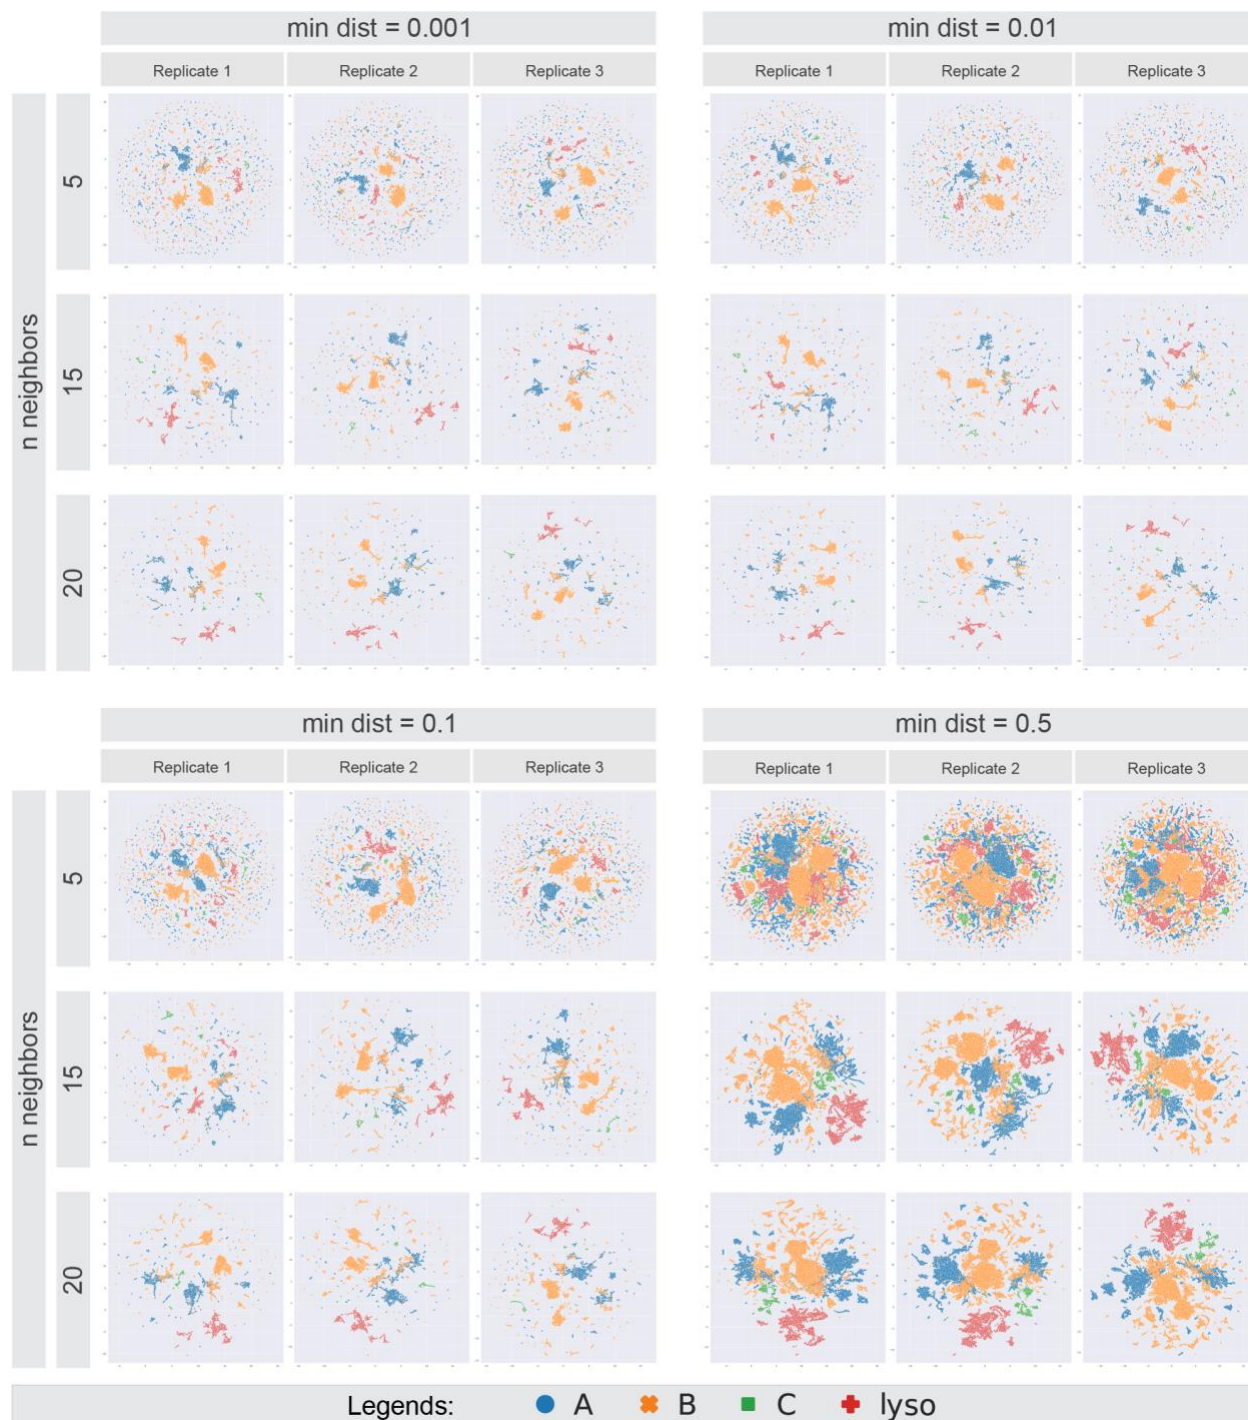 min dist = 0.001
min dist = 0.01
Replicate 1
Replicate 2
Replicate 3
Replicate 1
Replicate 2
Replicate 3
n neighbors
5
15
20
min dist = 0.1
min dist = 0.5
Replicate 1
Replicate 2
Replicate 3
Replicate 1
Replicate 2
Replicate 3
n neighbors
5
15
20
Legends: A B C lyso